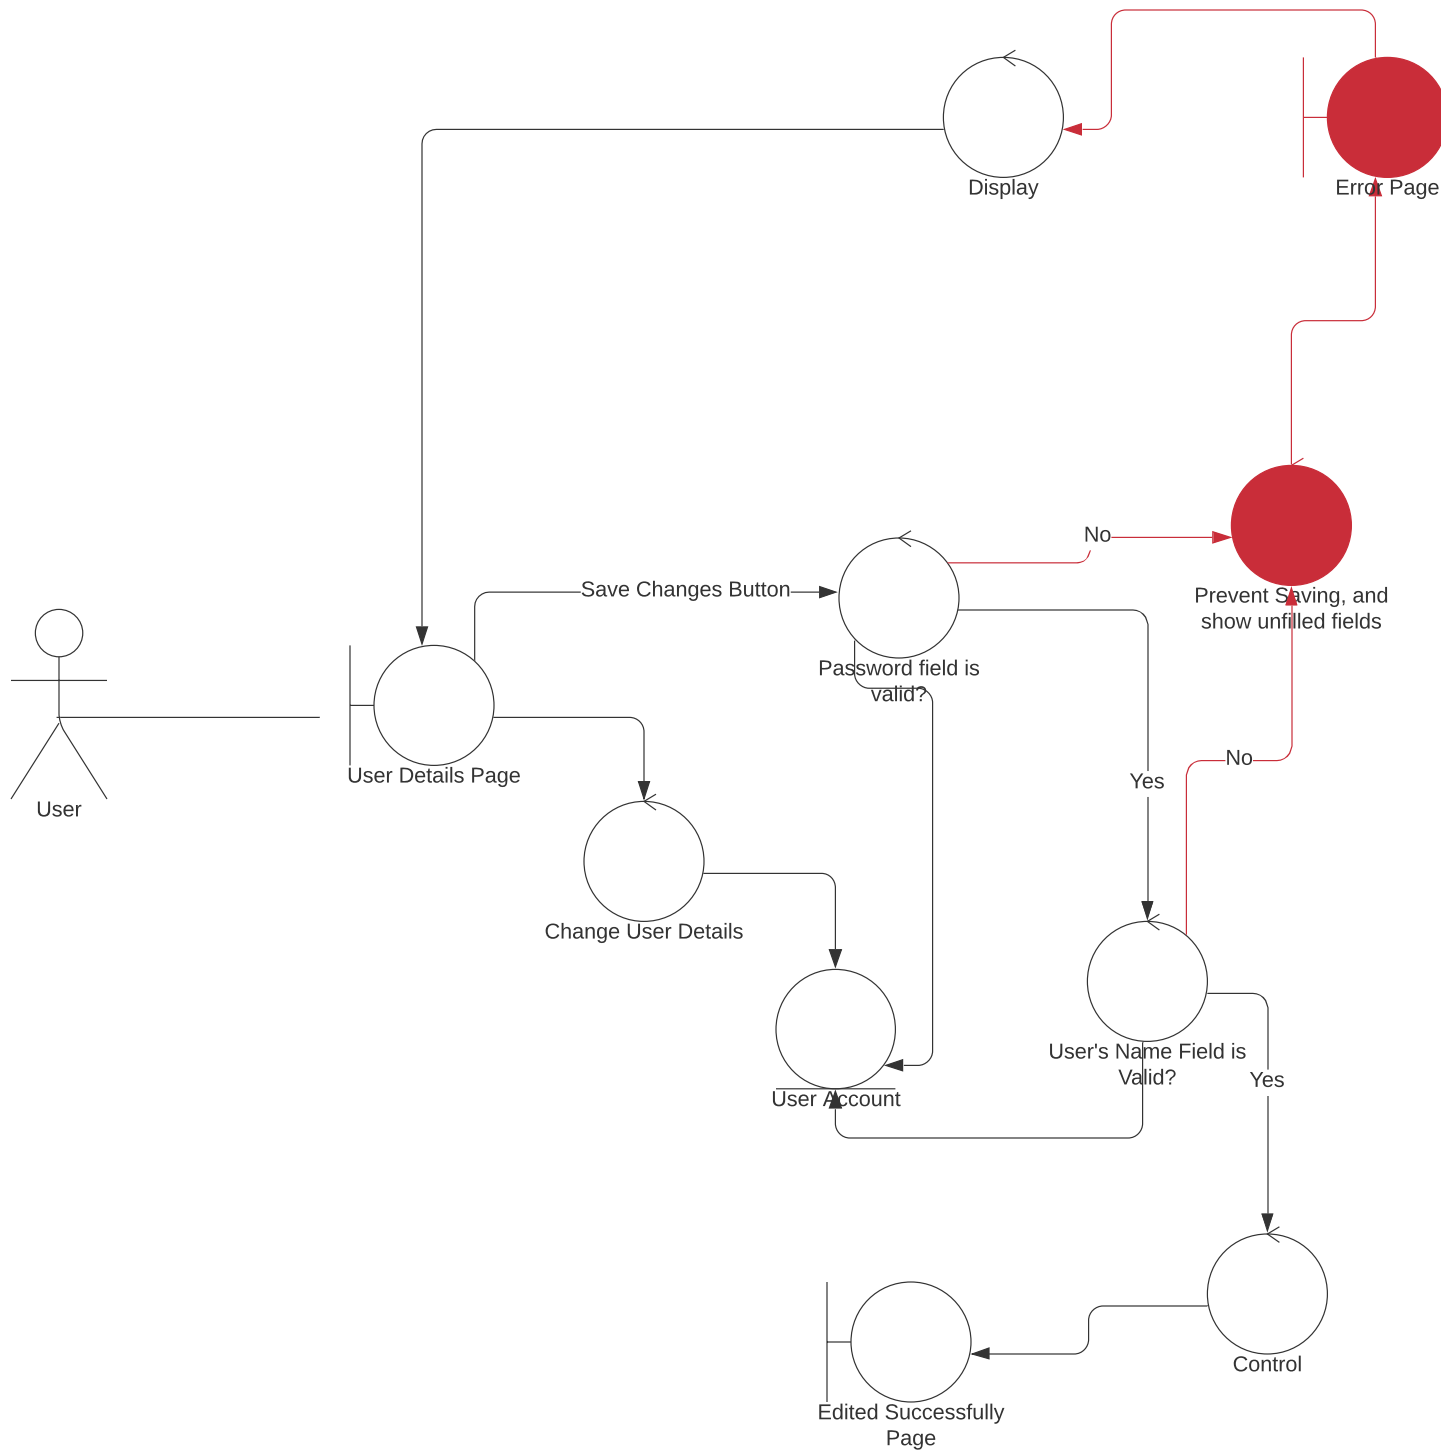 Display
Error Page
No
Save Changes Button
Prevent Saving, and
show unfilled fields
Password field is
valid?
User Details Page
User
Yes
No
Change User Details
User's Name Field is
Valid?
Yes
User Account
Control
Edited Successfully
Page